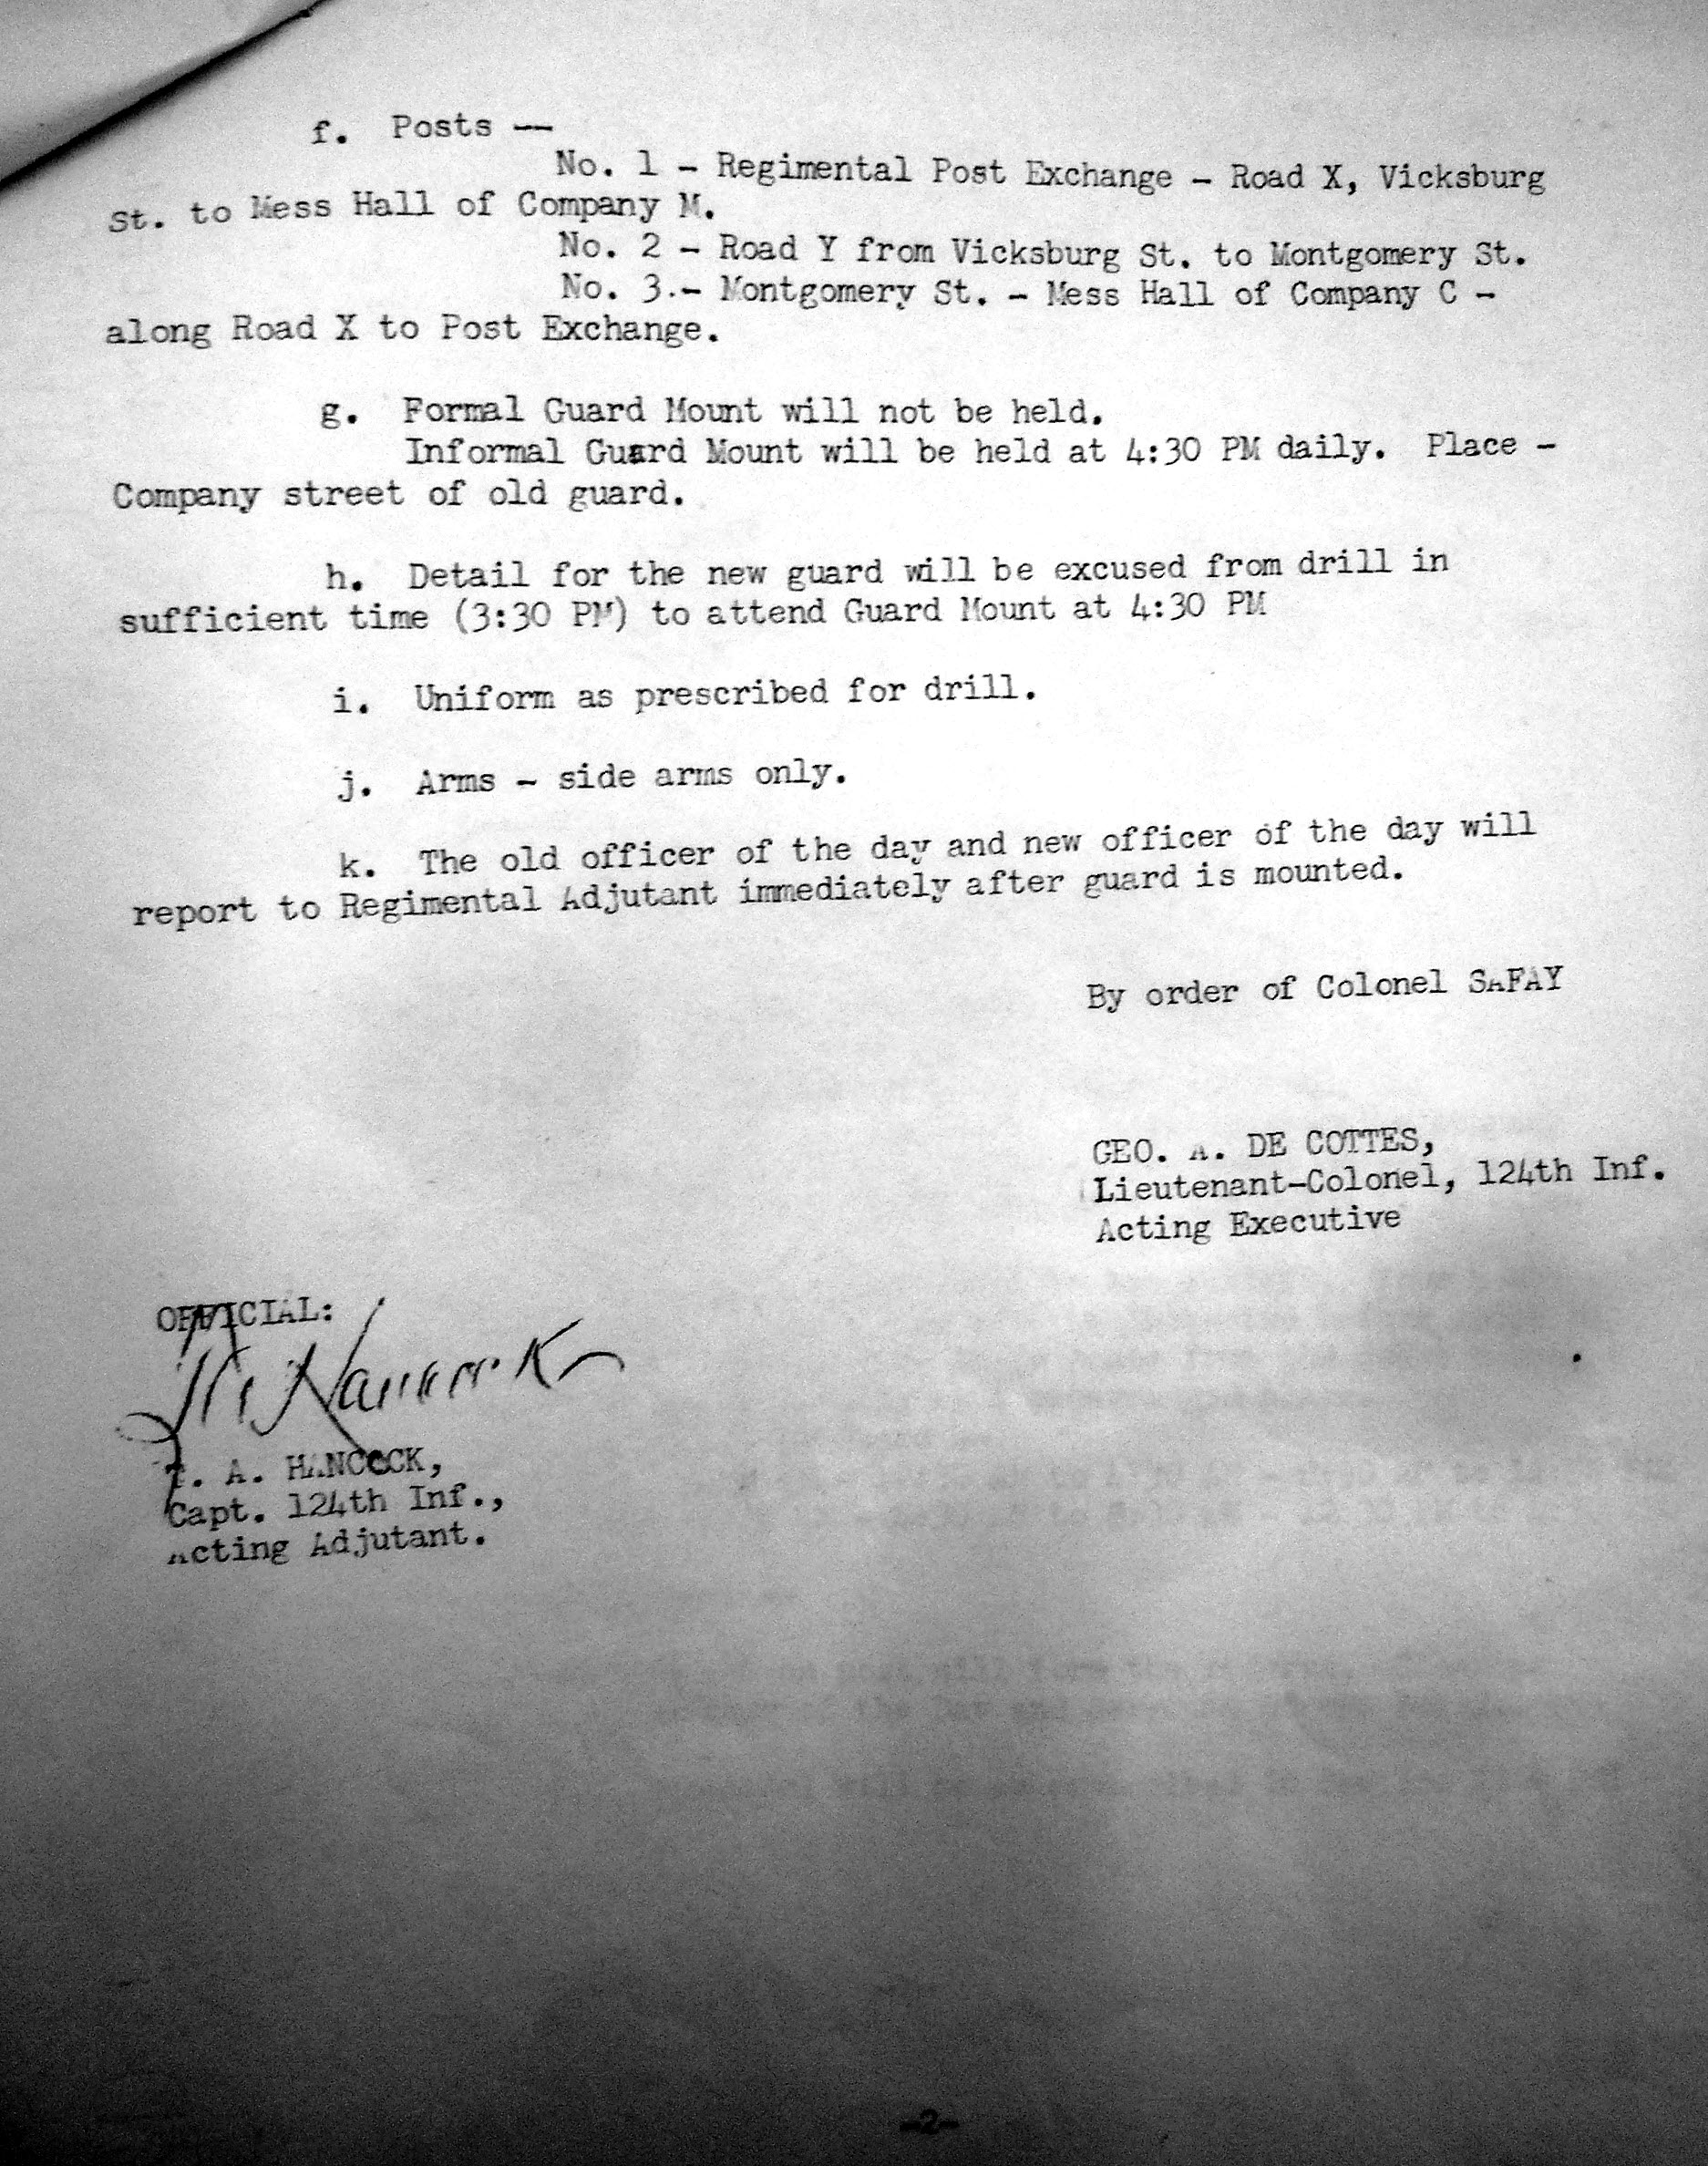 f. Posts --
No. 1 - Regimental Post Exchange - Road X, Vicksburg
St. to Mess Hall of Company M.
No. 2 - Road Y from Vicksburg St. to Montgomery St.
No. 3.- Montgomery St. - Mess Hall of Company C -
along Road X to Post Exchange.
g. Formal Guard Mount will not be held.
Informal Guard Mount will be held at 4:30 PM daily. Place -
Company street of old guard.
h. Detail for the new guard will be excused from drill in
sufficient time (3:30 PM) to attend Guard Mount at 4:30 PM
i. Uniform as prescribed for drill.
j. Arms - side arms only.
k. The old officer of the day and new officer of the day will
report to Regimental Adjutant immediately after guard is mounted.
By order of Colonel SAFAY
GEO. A. DE COTTES,
Lieutenant-Colonel, 124th Inf.
Acting Executive
OFFICIAL:
Hancock
A. HANCOCK,
Capt. 124th Inf.,
Acting Adjutant.
-2-